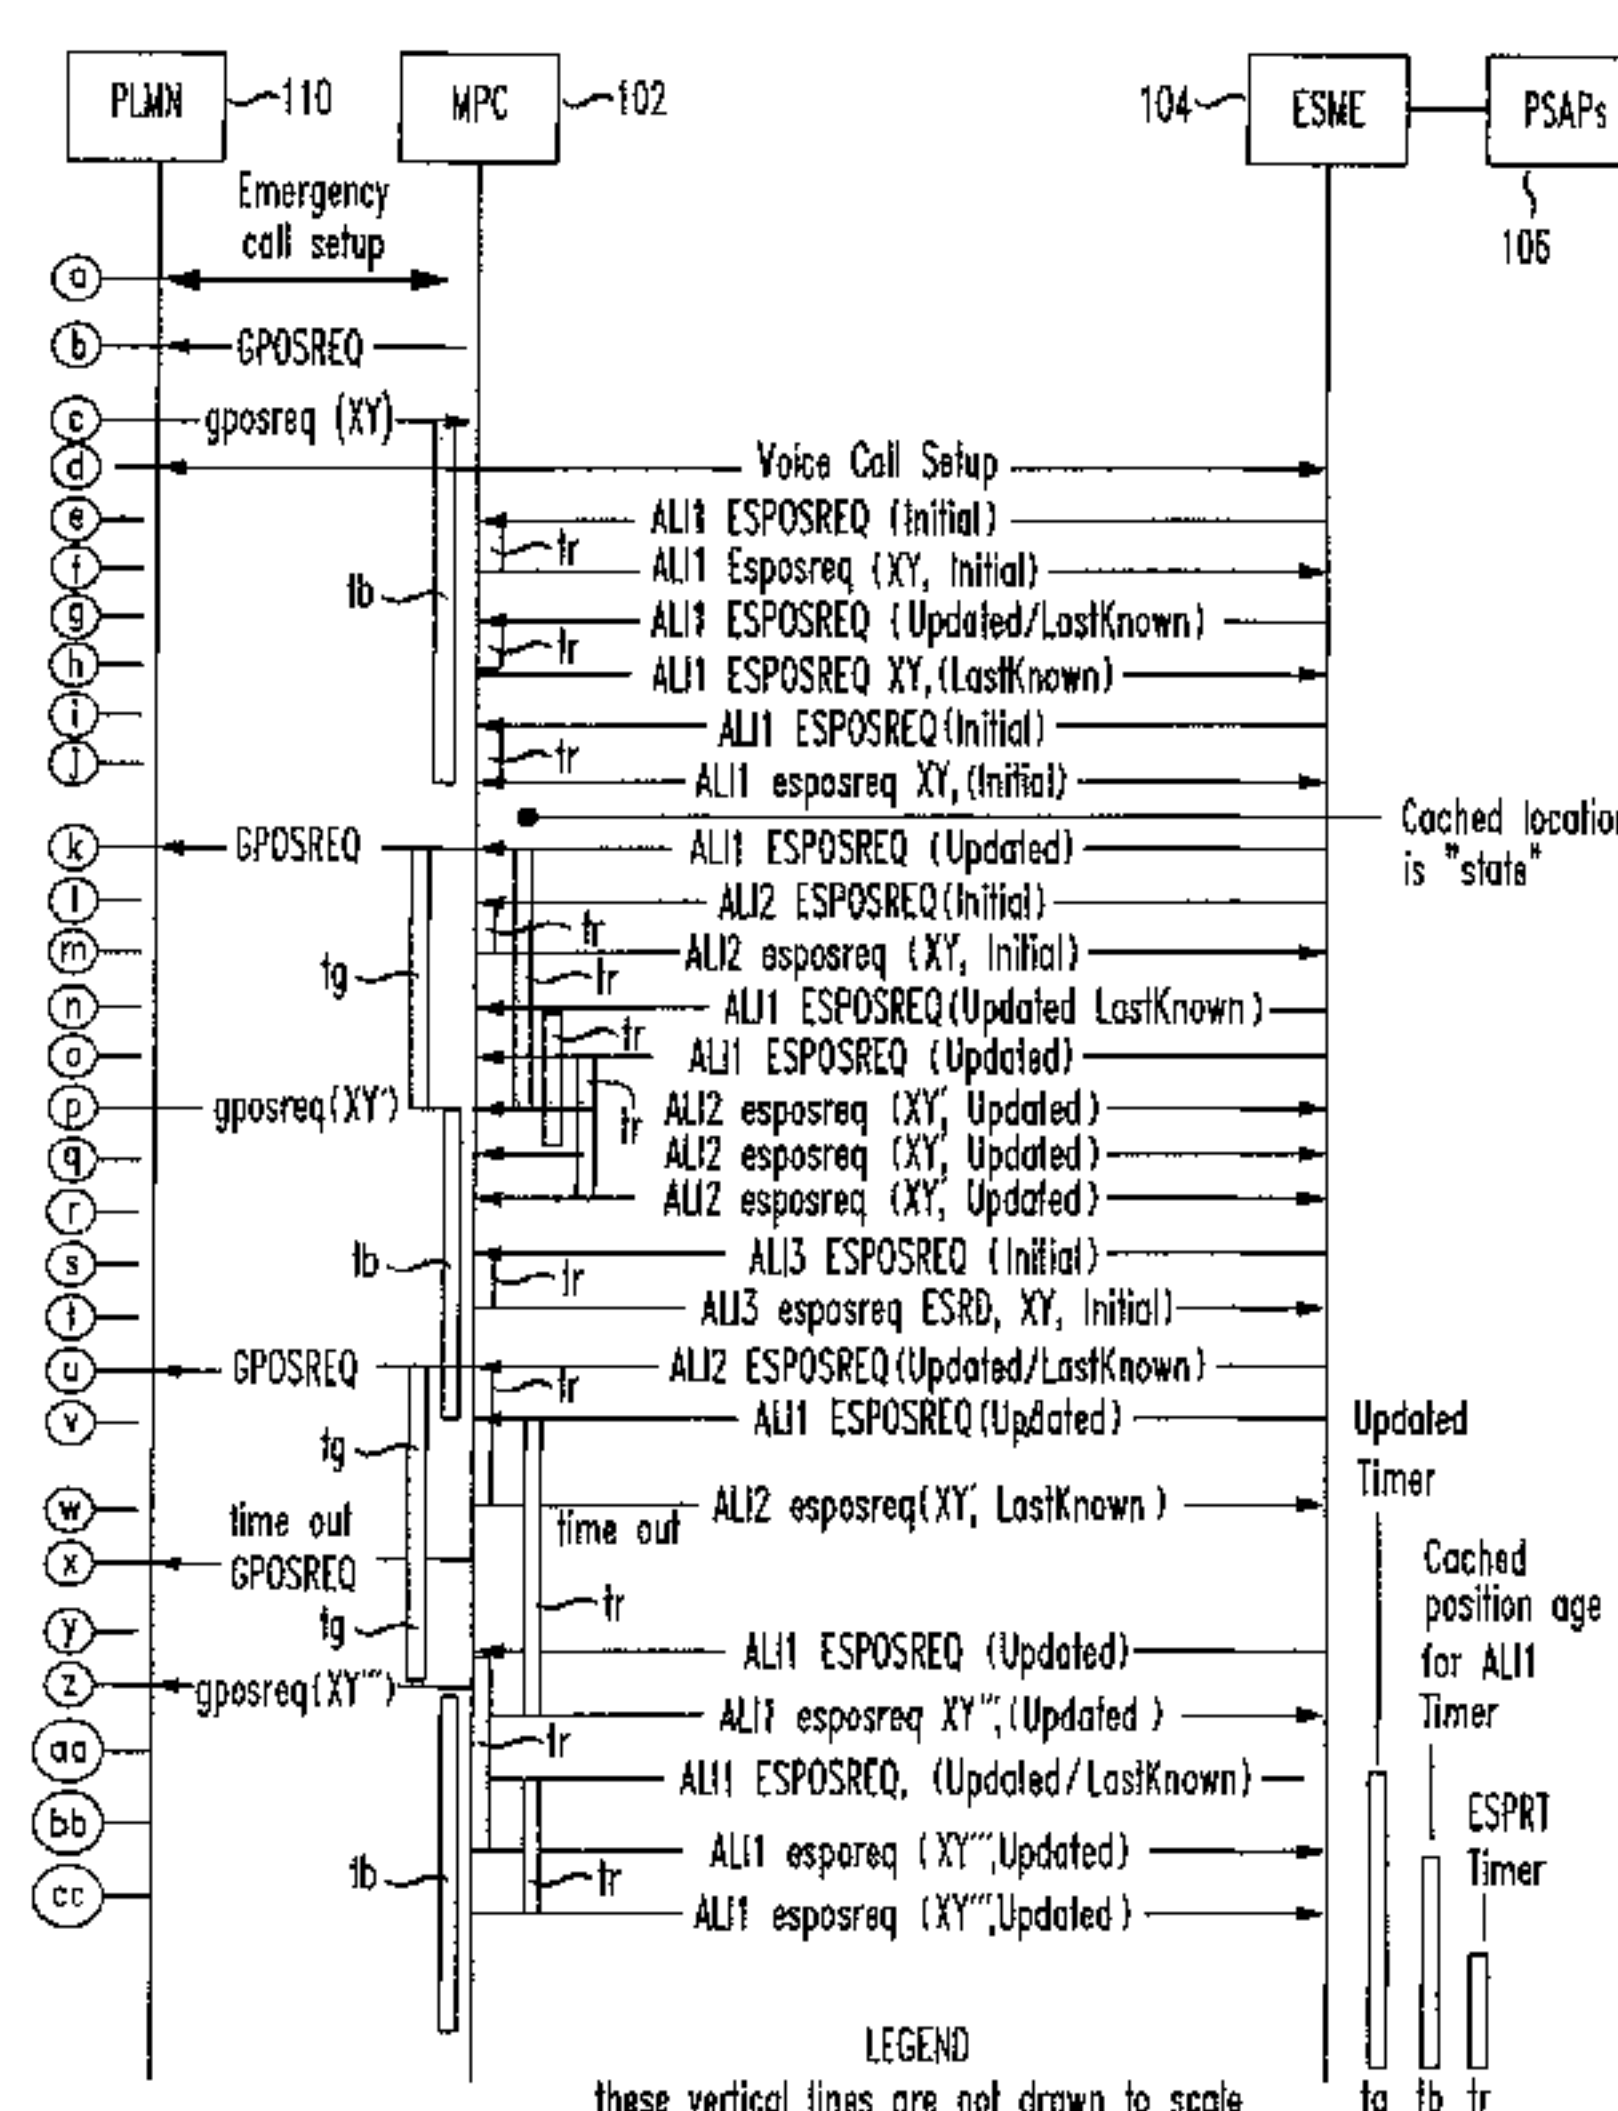 PLMN 110 MPC 102 104 ESME PSAPs
106
Emergency
call setup
a
b GPOSREQ
c gposreq (XY)
d Voice Call Setup
e ALI1 ESPOSREQ (Initial)
tr
f ALI1 Esposreq (XY, Initial)
tb
g ALI1 ESPOSREQ (Updated/LastKnown)
tr
h ALI1 ESPOSREQ XY,(LastKnown)
i ALI1 ESPOSREQ(Initial)
tr
j ALI1 esposreq XY,(Initial)
Cached location
is "state"
k GPOSREQ ALI1 ESPOSREQ (Updated)
l ALI2 ESPOSREQ(Initial)
tr
m ALI2 esposreq (XY, Initial)
tg tr
n ALI1 ESPOSREQ(Updated LastKnown)
tr
o ALI1 ESPOSREQ (Updated)
p gposreq(XY') ALI2 esposreq (XY', Updated)
tr
q ALI2 esposreq (XY', Updated)
r ALI2 esposreq (XY', Updated)
s tb ALI3 ESPOSREQ (Initial)
tr
t ALI3 esposreq ESRD, XY, Initial)
u GPOSREQ ALI2 ESPOSREQ(Updated/LastKnown)
tr
v ALI1 ESPOSREQ(Updated)
tg
Updated
Timer
w ALI2 esposreq(XY', LastKnown)
time out time out
x GPOSREQ
Cached
position age
for ALI1
Timer
tr
y tg ALI1 ESPOSREQ (Updated)
z gposreq(XY''') ALI1 esposreq XY''',(Updated)
tr
aa ALI1 ESPOSREQ, (Updated/LastKnown)
bb ALI1 esporeq (XY''',Updated)
ESPRT
Timer
tb tr
cc ALI1 esposreq (XY''',Updated)
LEGEND
these vertical lines are not drawn to scale
tg tb tr